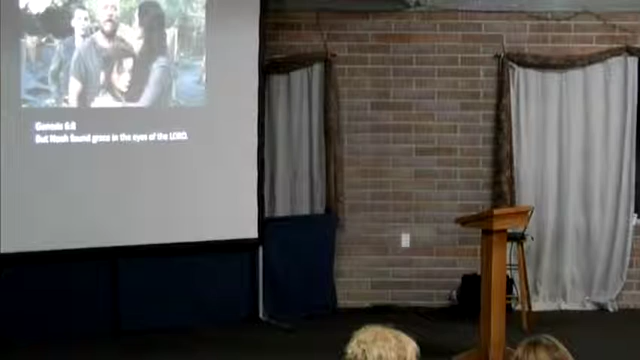 Genesis 6:8
But Noah found grace in the eyes of the LORD.